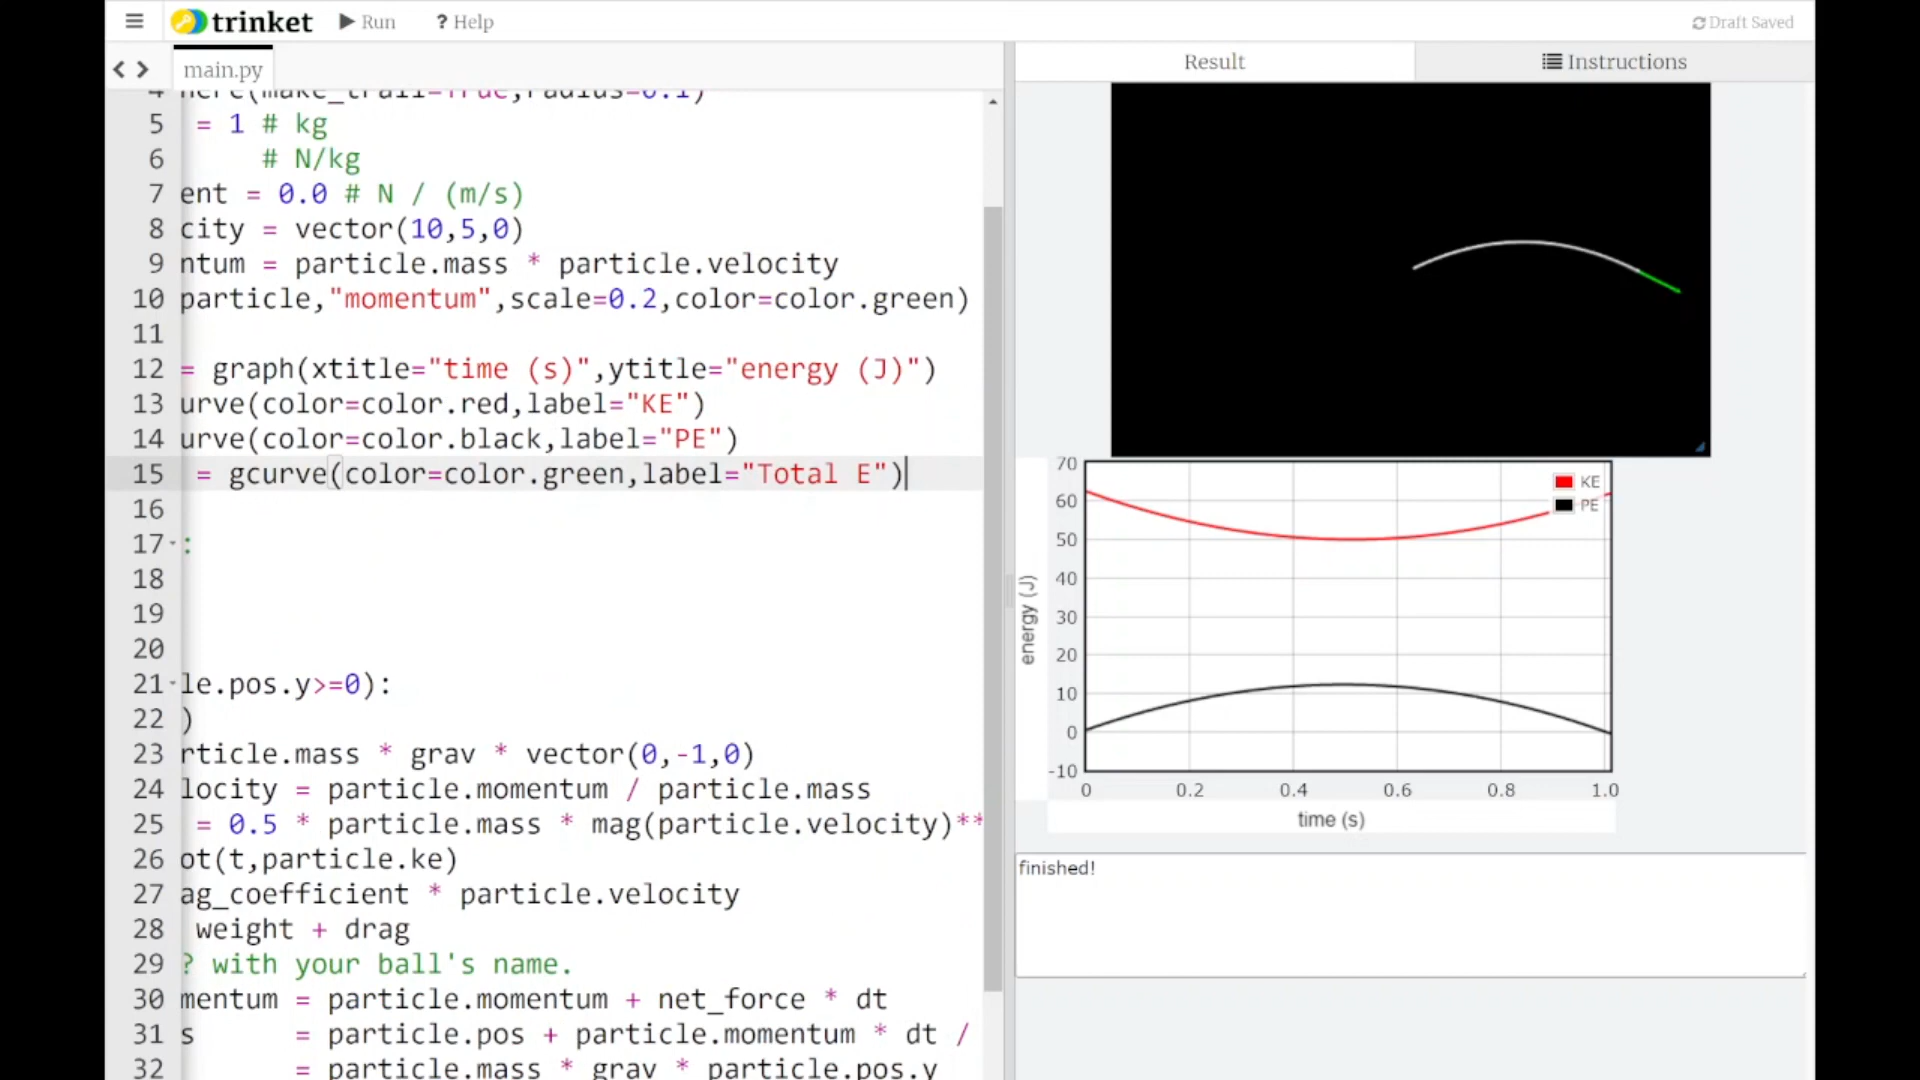 trinket Run ? Help Draft Saved
main.py
Result Instructions
4 here(make_trail=True,radius=0.1)
5 = 1 # kg
6 # N/kg
7 ent = 0.0 # N / (m/s)
8 city = vector(10,5,0)
9 ntum = particle.mass * particle.velocity
10 particle,"momentum",scale=0.2,color=color.green)
11
12 = graph(xtitle="time (s)",ytitle="energy (J)")
13 urve(color=color.red,label="KE")
14 urve(color=color.black,label="PE")
15 = gcurve(color=color.green,label="Total E")
16
17 :
18
19
20
21 le.pos.y>=0):
22 )
23 rticle.mass * grav * vector(0,-1,0)
24 locity = particle.momentum / particle.mass
25 = 0.5 * particle.mass * mag(particle.velocity)**
26 ot(t,particle.ke)
27 ag_coefficient * particle.velocity
28 weight + drag
29 ? with your ball's name.
30 mentum = particle.momentum + net_force * dt
31 s = particle.pos + particle.momentum * dt /
32 = particle.mass * grav * particle.pos.y
70
60
50
40
30
20
10
0
-10
energy (J)
KE
PE
0 0.2 0.4 0.6 0.8 1.0
time (s)
finished!